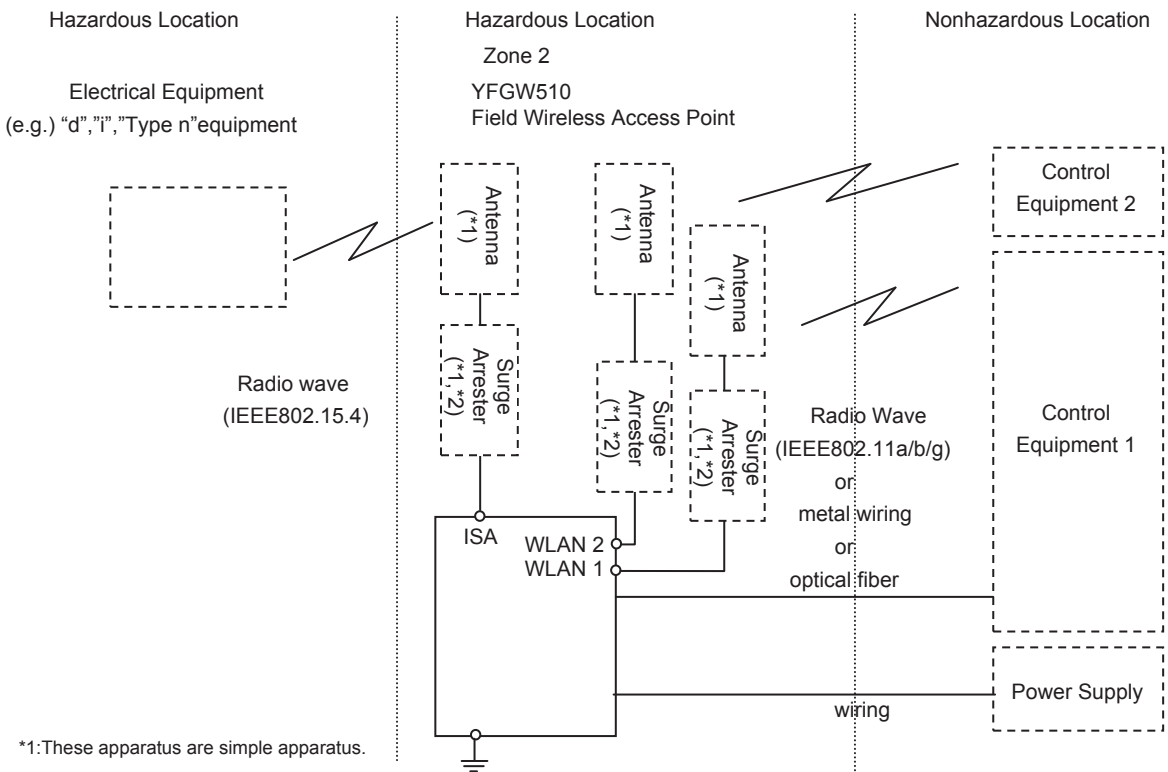 Hazardous Location
Hazardous Location
Nonhazardous Location
Zone 2
YFGW510
Field Wireless Access Point
Electrical Equipment
(e.g.) “d”,”i”,”Type n”equipment
Antenna
(*1)
Antenna
(*1)
Antenna
(*1)
Control
Equipment 2
Surge
Arrester
(*1,*2)
Surge
Arrester
(*1,*2)
Surge
Arrester
(*1,*2)
Radio wave
(IEEE802.15.4)
Radio Wave
(IEEE802.11a/b/g)
or
metal wiring
or
optical fiber
Control
Equipment 1
ISA
WLAN 2
WLAN 1
Power Supply
wiring
*1:These apparatus are simple apparatus.